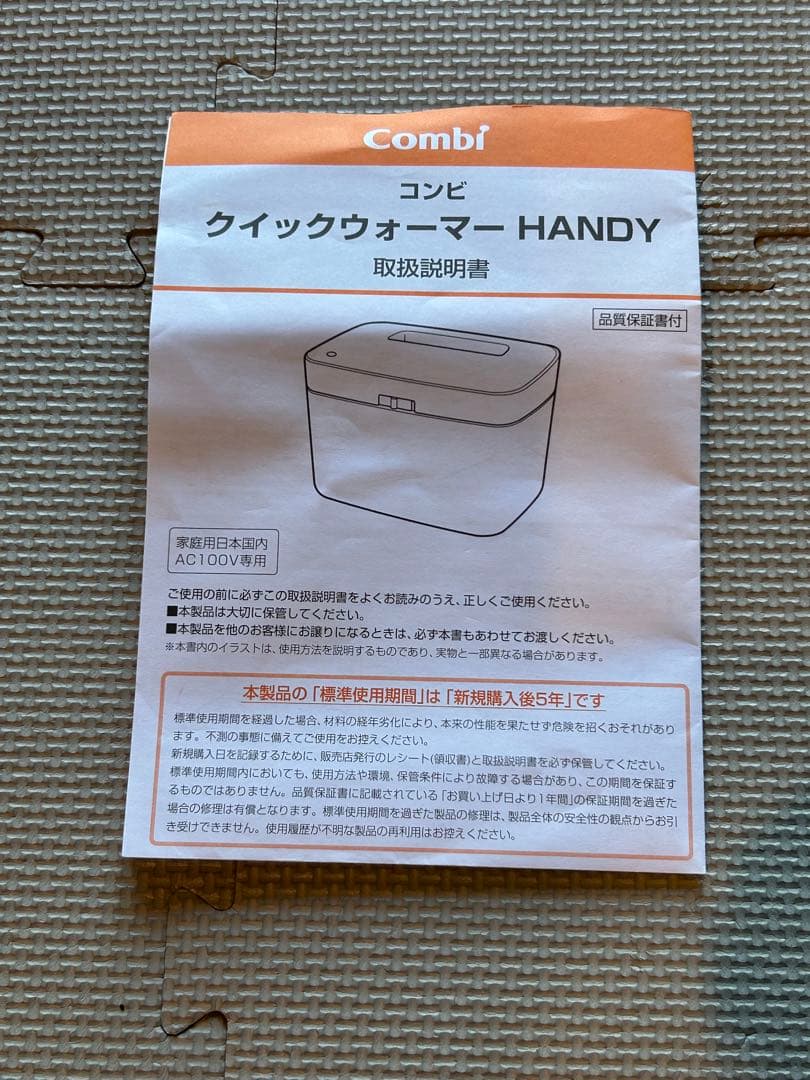 Combi
コンビ
クイックウォーマー HANDY
取扱説明書
品質保証書付
家庭用日本国内
AC100V専用
ご使用の前に必ずこの取扱説明書をよくお読みのうえ、正しくご使用ください。
■本製品は大切に保管してください。
■本製品を他のお客様にお譲りになるときは、必ず本書もあわせてお渡しください。
※本書内のイラストは、使用方法を説明するものであり、実物と一部異なる場合があります。
本製品の「標準使用期間」は「新規購入後5年」です
標準使用期間を経過した場合、材料の経年劣化により、本来の性能を果たせず危険を招くおそれがあり
ます。不測の事態に備えてご使用をお控えください。
新規購入日を記録するために、販売店発行のレシート(領収書)と取扱説明書を必ず保管してください。
標準使用期間内においても、使用方法や環境、保管条件により故障する場合があり、この期間を保証す
るものではありません。品質保証書に記載されている「お買い上げ日より1年間」の保証期間を過ぎた
場合の修理は有償となります。標準使用期間を過ぎた製品の修理は、製品全体の安全性の観点からお引
き受けできません。使用履歴が不明な製品の再利用はお控えください。